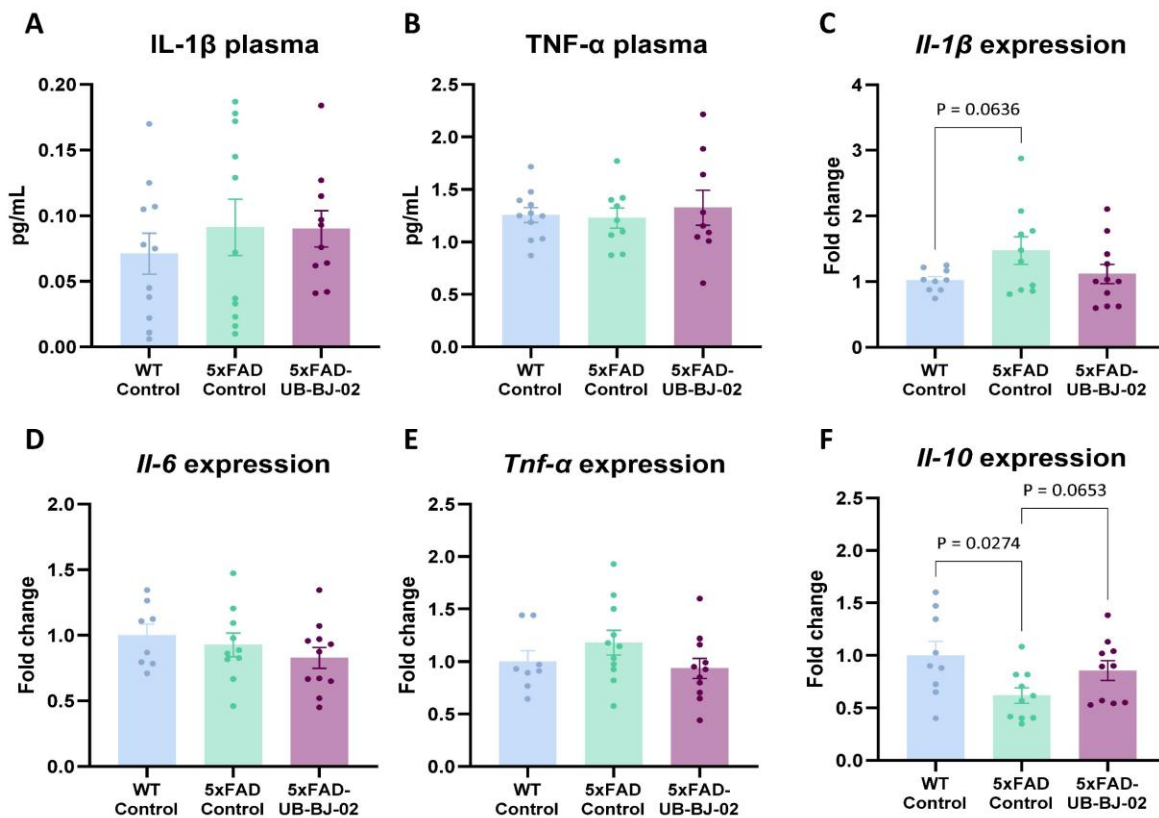 A
IL-1β plasma
pg/mL
0.20
0.15
0.10
0.05
0.00
WT
Control
5xFAD
Control
5xFAD-
UB-BJ-02
B
TNF-α plasma
pg/mL
2.5
2.0
1.5
1.0
0.5
0.0
WT
Control
5xFAD
Control
5xFAD-
UB-BJ-02
C
Il-1β expression
Fold change
4
3
2
1
0
P = 0.0636
WT
Control
5xFAD
Control
5xFAD-
UB-BJ-02
D
Il-6 expression
Fold change
2.0
1.5
1.0
0.5
0.0
WT
Control
5xFAD
Control
5xFAD-
UB-BJ-02
E
Tnf-α expression
Fold change
2.5
2.0
1.5
1.0
0.5
0.0
WT
Control
5xFAD
Control
5xFAD-
UB-BJ-02
F
Il-10 expression
Fold change
2.5
2.0
1.5
1.0
0.5
0.0
P = 0.0653
P = 0.0274
WT
Control
5xFAD
Control
5xFAD-
UB-BJ-02